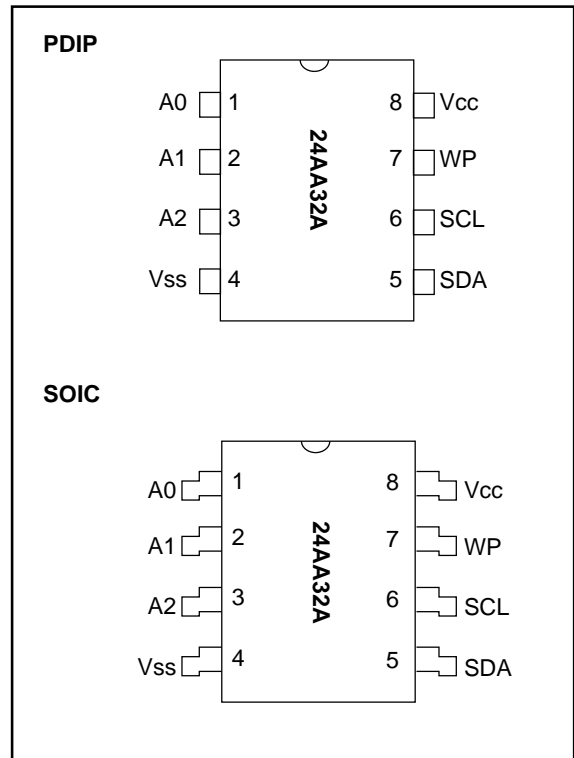 PDIP
A0 1 8 Vcc
A1 2 7 WP
A2 3 6 SCL
Vss 4 5 SDA
24AA32A
SOIC
A0 1 8 Vcc
A1 2 7 WP
A2 3 6 SCL
Vss 4 5 SDA
24AA32A